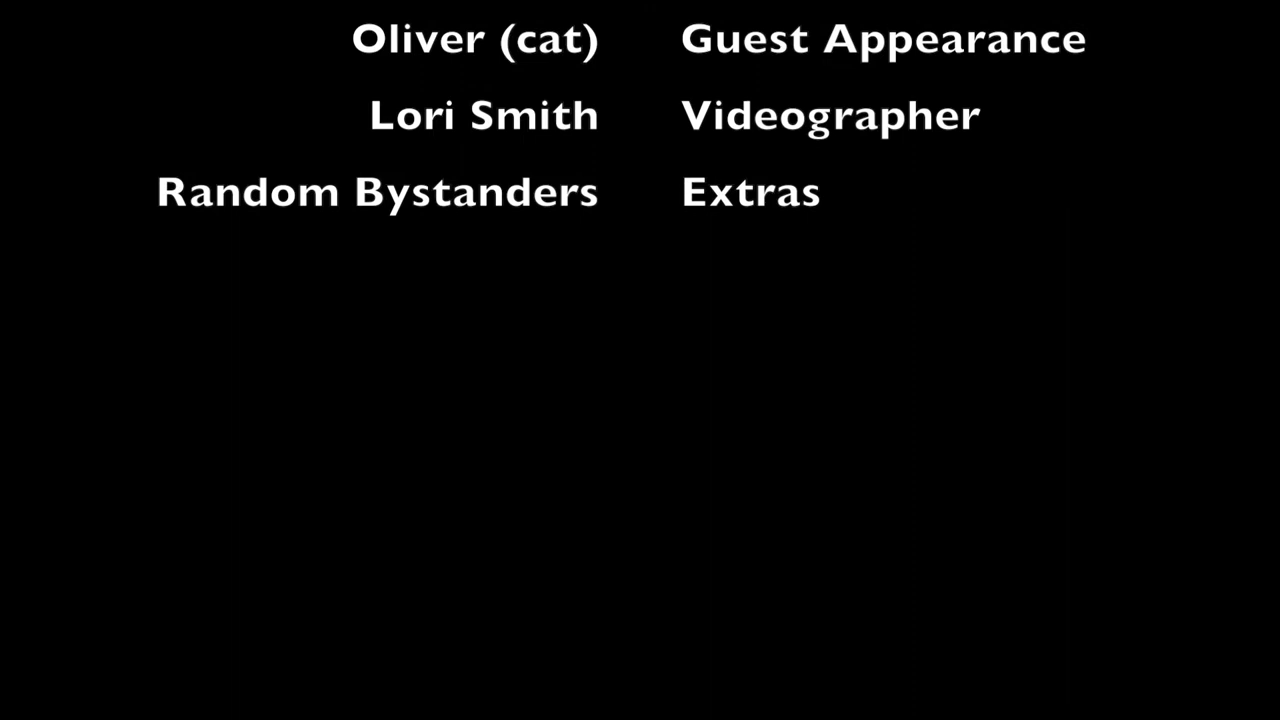 Oliver (cat) Guest Appearance
Lori Smith Videographer
Random Bystanders Extras